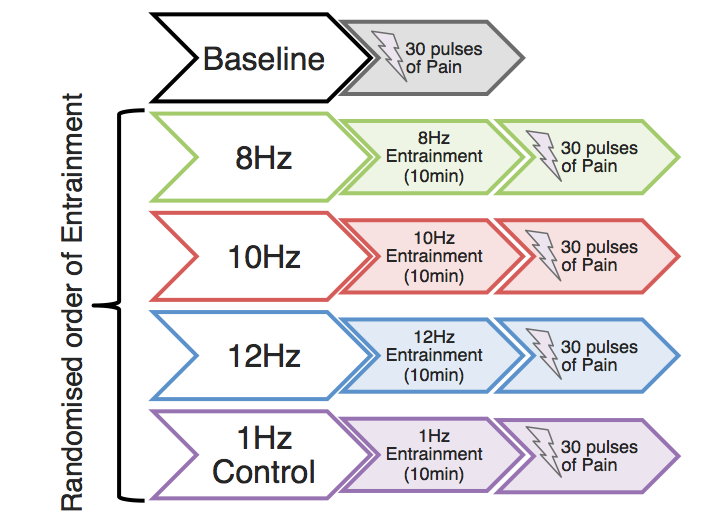 Baseline
30 pulses
of Pain
Randomised order of Entrainment
8Hz
8Hz
Entrainment
(10min)
30 pulses
of Pain
10Hz
10Hz
Entrainment
(10min)
30 pulses
of Pain
12Hz
12Hz
Entrainment
(10min)
30 pulses
of Pain
1Hz
Control
1Hz
Entrainment
(10min)
30 pulses
of Pain